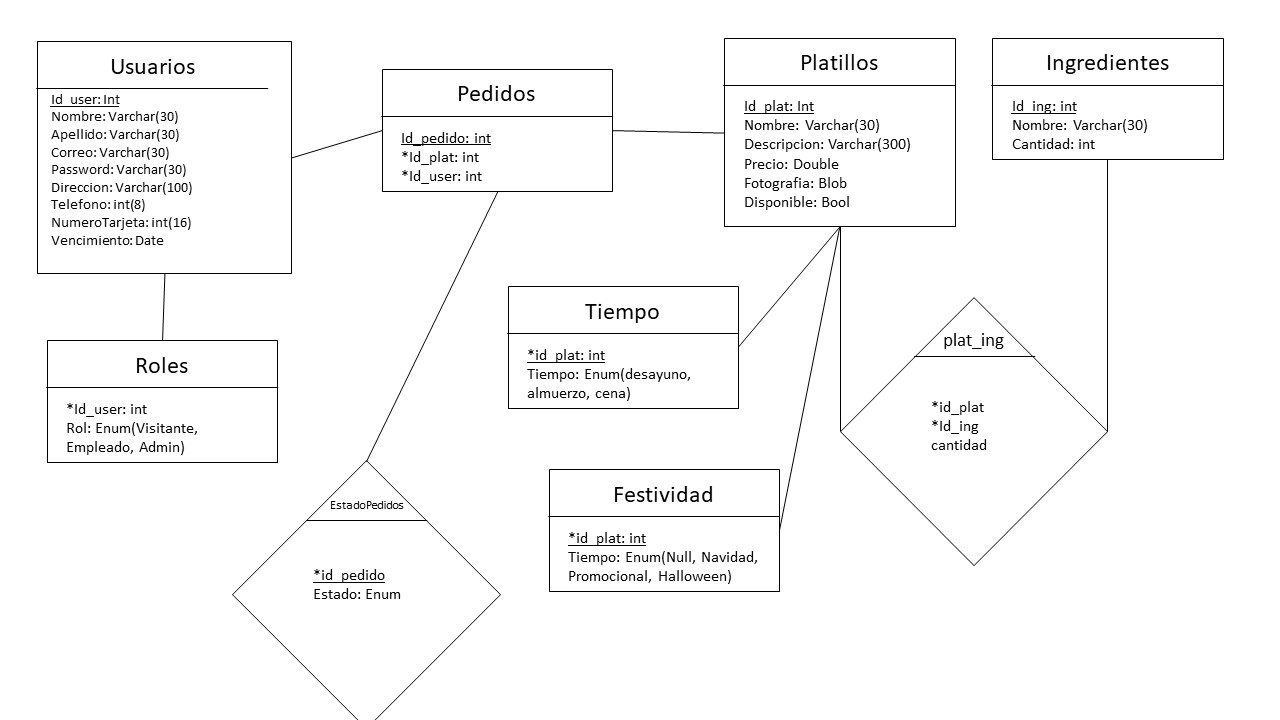 Usuarios
Id_user: Int
Nombre: Varchar(30)
Apellido: Varchar(30)
Correo: Varchar(30)
Password: Varchar(30)
Direccion: Varchar(100)
Telefono: int(8)
NumeroTarjeta: int(16)
Vencimiento: Date
Pedidos
Id_pedido: int
*Id_plat: int
*Id_user: int
Platillos
Id_plat: Int
Nombre: Varchar(30)
Descripcion: Varchar(300)
Precio: Double
Fotografia: Blob
Disponible: Bool
Ingredientes
Id_ing: int
Nombre: Varchar(30)
Cantidad: int
Roles
*Id_user: int
Rol: Enum(Visitante,
Empleado, Admin)
Tiempo
*id_plat: int
Tiempo: Enum(desayuno,
almuerzo, cena)
plat_ing
*id_plat
*Id_ing
cantidad
EstadoPedidos
*id_pedido
Estado: Enum
Festividad
*id_plat: int
Tiempo: Enum(Null, Navidad,
Promocional, Halloween)